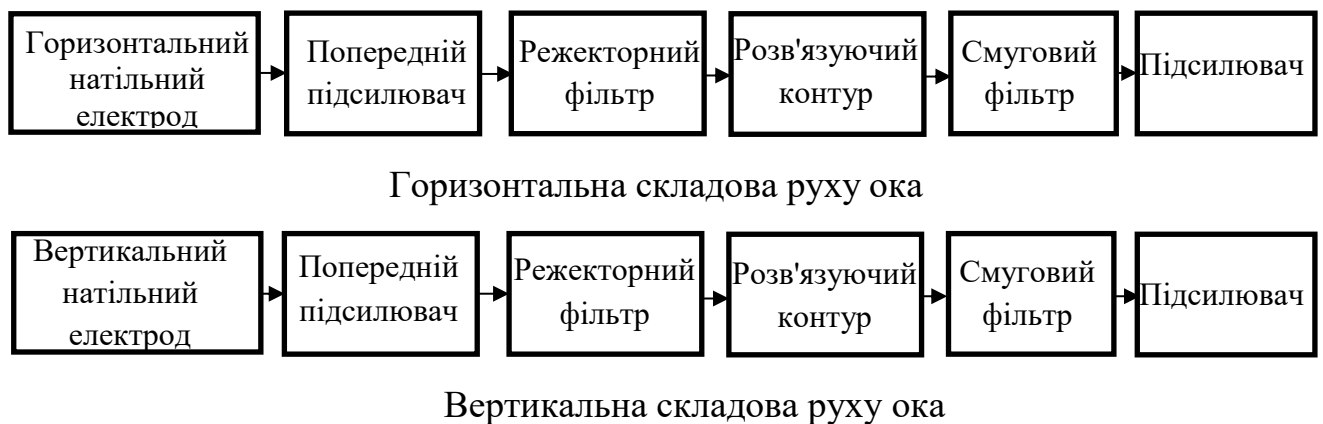 Горизонтальний
натільний
електрод
Попередній
підсилювач
Режекторний
фільтр
Розв'язуючий
контур
Смуговий
фільтр
Підсилювач
Горизонтальна складова руху ока
Вертикальний
натільний
електрод
Попередній
підсилювач
Режекторний
фільтр
Розв'язуючий
контур
Смуговий
фільтр
Підсилювач
Вертикальна складова руху ока